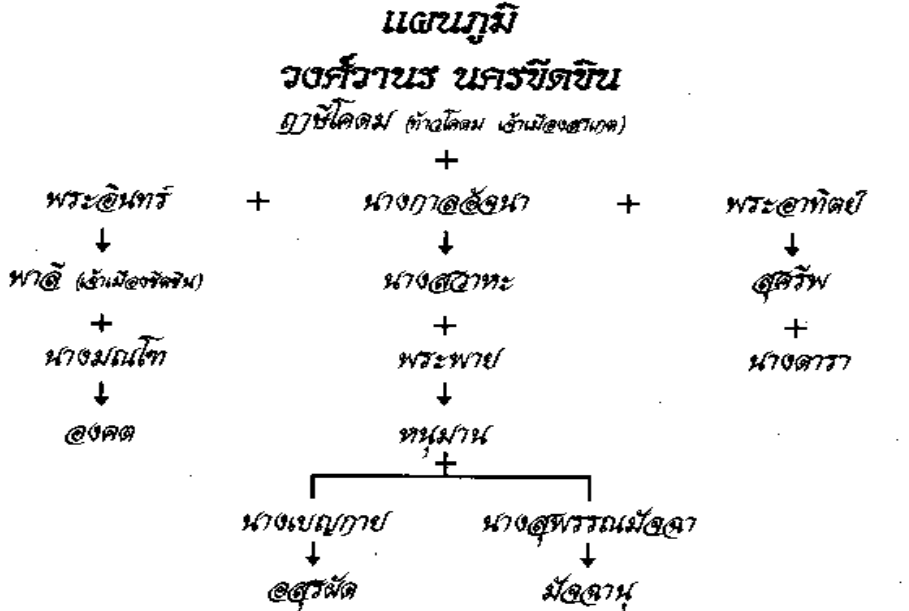 แผนภูมิ
วงศ์วานร นครขีดขิน
ฤๅษีโคดม (ท้าวโคดม เจ้าเมืองสาเกต)
+
พระอินทร์ + นางกาลอัจนา + พระอาทิตย์
พาลี (เจ้าเมืองขีดขิน) นางสวาหะ สุครีพ
+ + +
นางมณโฑ พระพาย นางดารา
องคต หนุมาน
+
นางเบญกาย นางสุพรรณมัจฉา
อสุรผัด มัจฉานุ